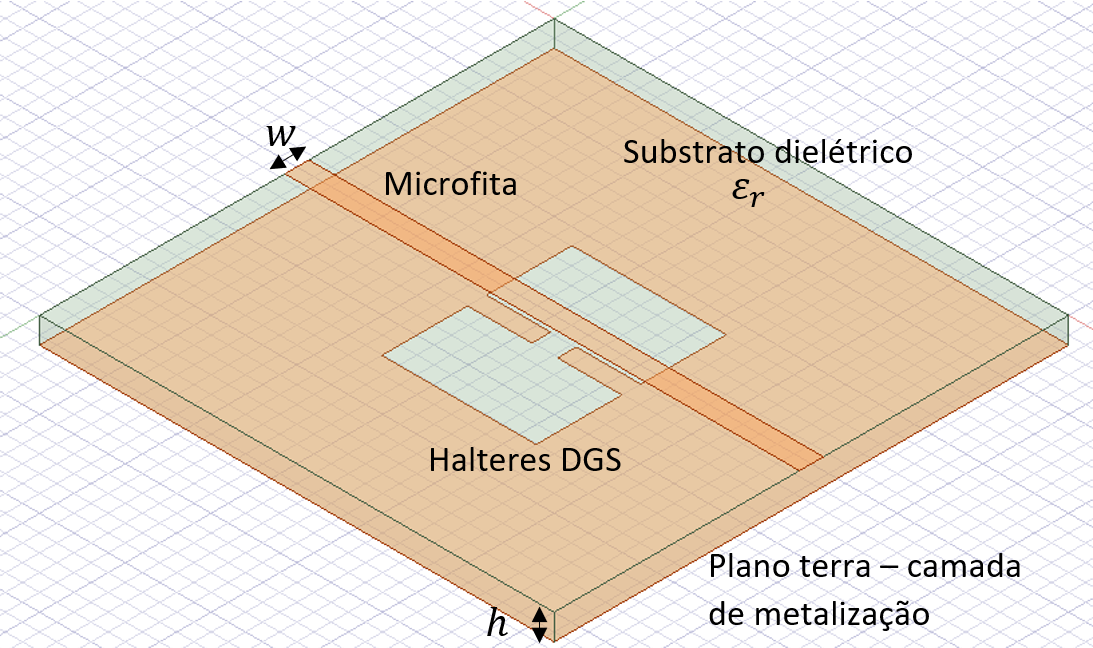 w
Microfita
Substrato dielétrico
εᵣ
Halteres DGS
Plano terra – camada
de metalização
h